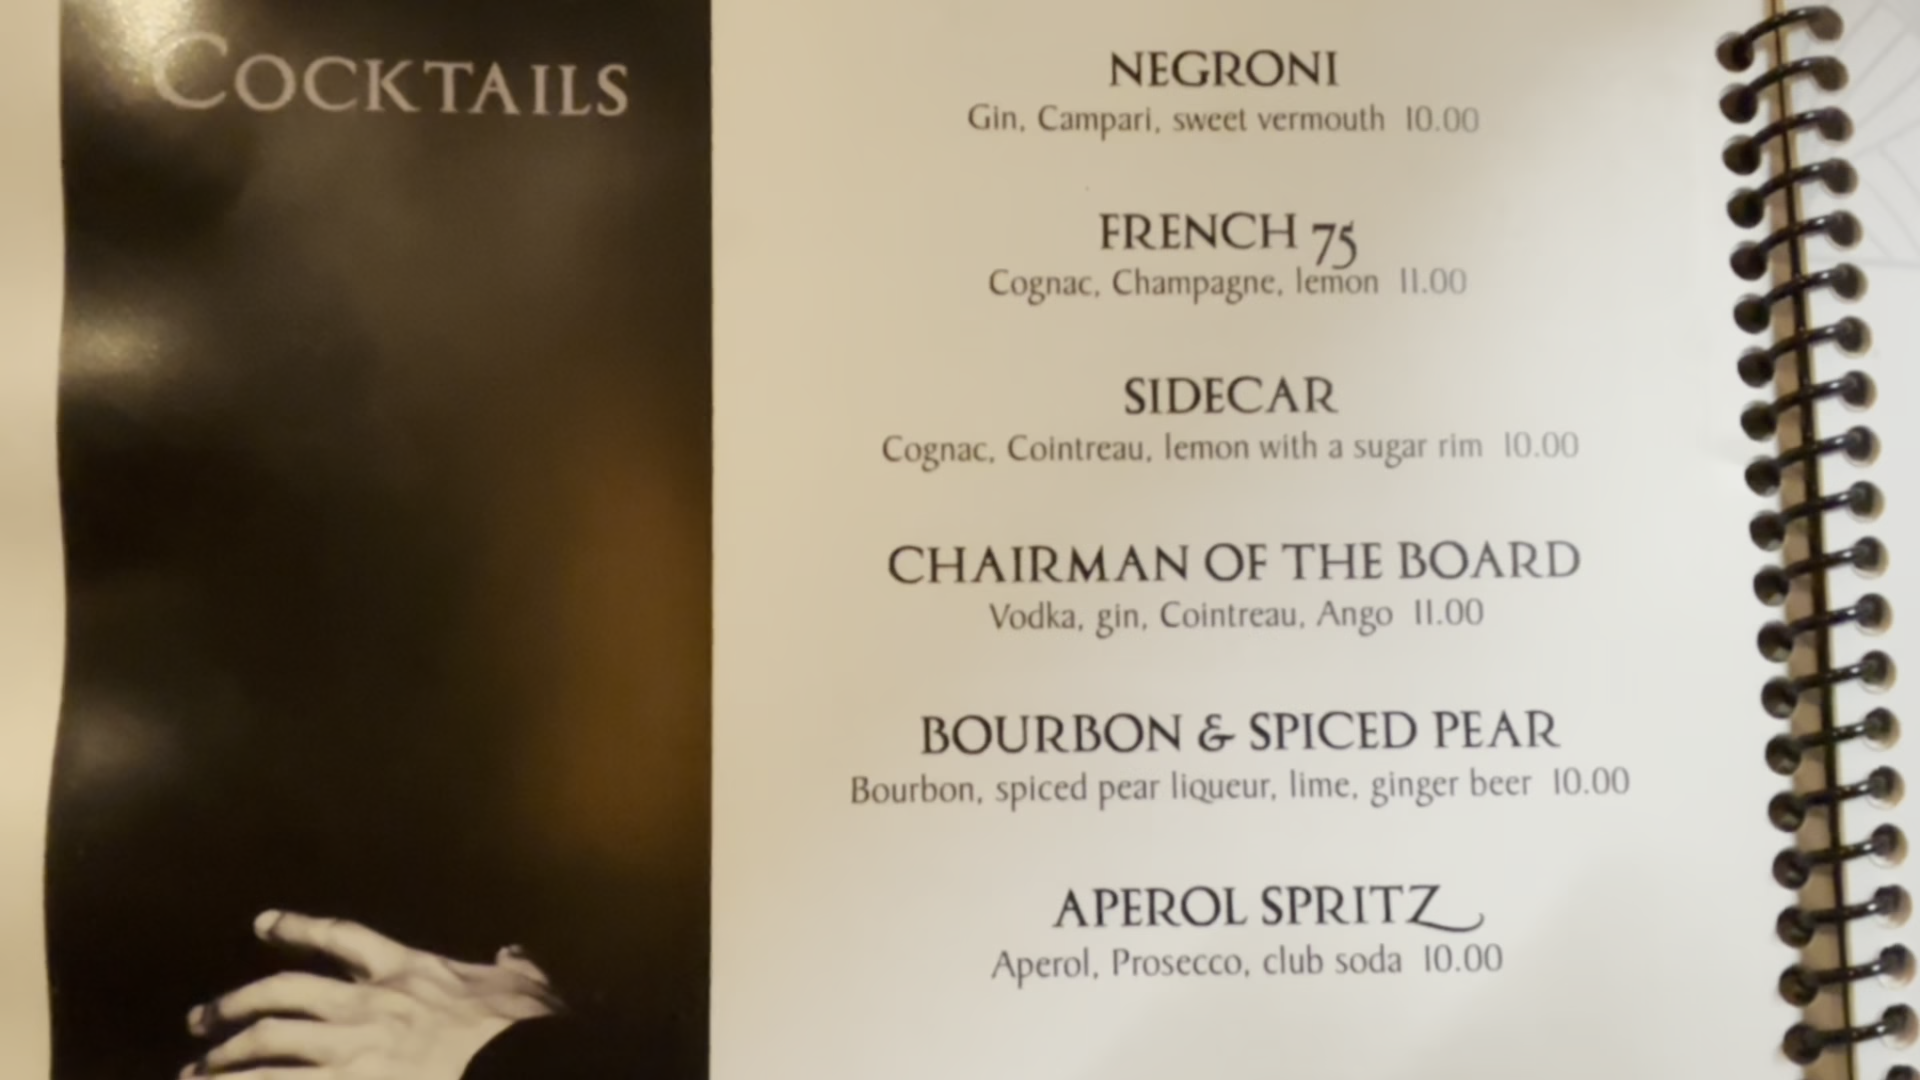 COCKTAILS
NEGRONI
Gin, Campari, sweet vermouth 10.00
FRENCH 75
Cognac, Champagne, lemon 11.00
SIDECAR
Cognac, Cointreau, lemon with a sugar rim 10.00
CHAIRMAN OF THE BOARD
Vodka, gin, Cointreau, Ango 11.00
BOURBON & SPICED PEAR
Bourbon, spiced pear liqueur, lime, ginger beer 10.00
APEROL SPRITZ
Aperol, Prosecco, club soda 10.00